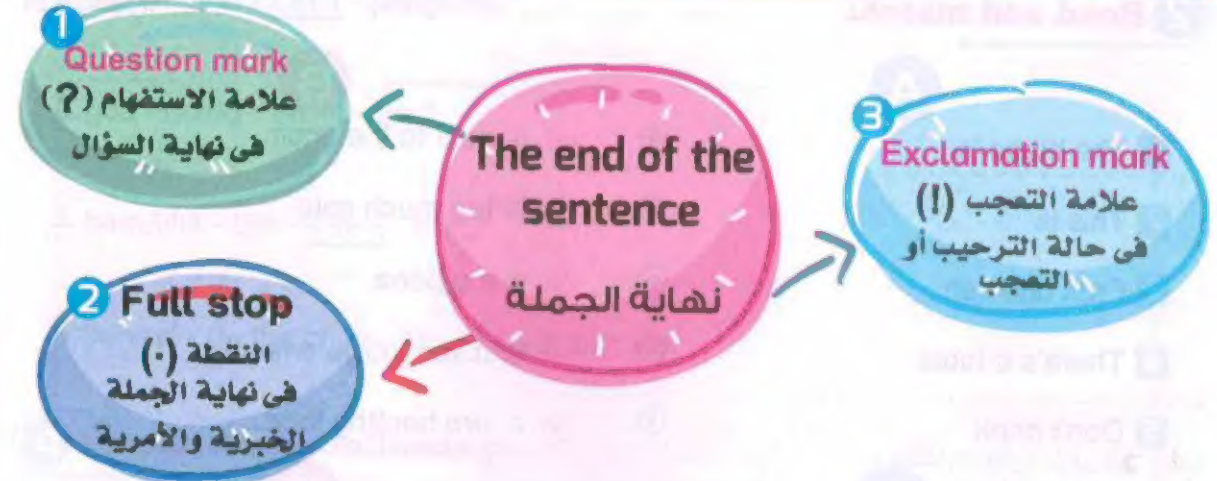 1
Question mark
علامة الاستفهام (?)
فى نهاية السؤال
The end of the
sentence
نهاية الجملة
3
Exclamation mark
علامة التعجب (!)
فى حالة الترحيب أو
التعجب
2 Full stop
النقطة (.)
فى نهاية الجملة
الخبرية والأمرية